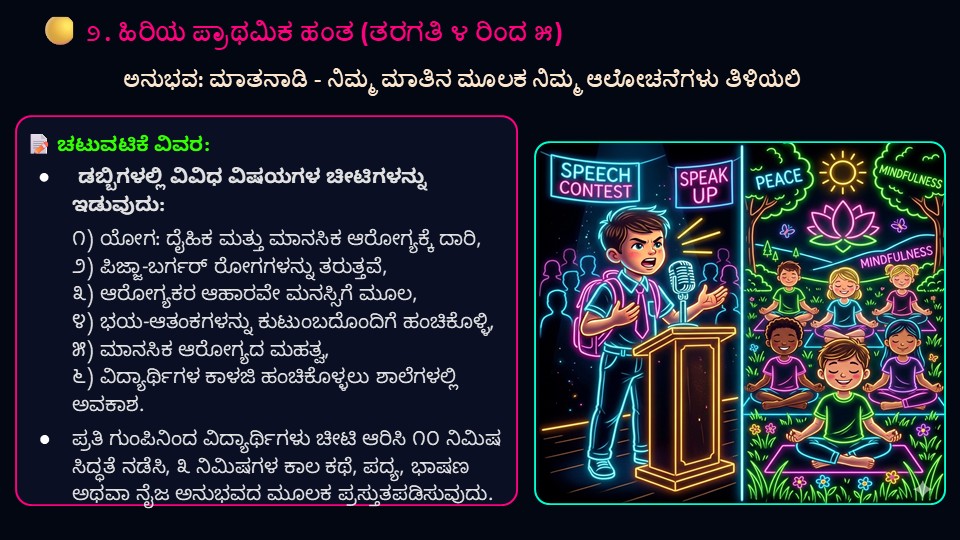 ೨. ಹಿರಿಯ ಪ್ರಾಥಮಿಕ ಹಂತ (ತರಗತಿ ೪ ರಿಂದ ೫)
ಅನುಭವ: ಮಾತನಾಡಿ - ನಿಮ್ಮ ಮಾತಿನ ಮೂಲಕ ನಿಮ್ಮ ಆಲೋಚನೆಗಳು ತಿಳಿಯಲಿ
📝 ಚಟುವಟಿಕೆ ವಿವರ:
● ಡಬ್ಬಿಗಳಲ್ಲಿ ವಿವಿಧ ವಿಷಯಗಳ ಚೀಟಿಗಳನ್ನು
ಇಡುವುದು:
೧) ಯೋಗ: ದೈಹಿಕ ಮತ್ತು ಮಾನಸಿಕ ಆರೋಗ್ಯಕ್ಕೆ ದಾರಿ,
೨) ಪಿಜ್ಜಾ-ಬರ್ಗರ್ ರೋಗಗಳನ್ನು ತರುತ್ತವೆ,
೩) ಆರೋಗ್ಯಕರ ಆಹಾರವೇ ಮನಸ್ಸಿಗೆ ಮೂಲ,
೪) ಭಯ-ಆತಂಕಗಳನ್ನು ಕುಟುಂಬದೊಂದಿಗೆ ಹಂಚಿಕೊಳ್ಳಿ,
೫) ಮಾನಸಿಕ ಆರೋಗ್ಯದ ಮಹತ್ವ,
೬) ವಿದ್ಯಾರ್ಥಿಗಳ ಕಾಳಜಿ ಹಂಚಿಕೊಳ್ಳಲು ಶಾಲೆಗಳಲ್ಲಿ
ಅವಕಾಶ.
● ಪ್ರತಿ ಗುಂಪಿನಿಂದ ವಿದ್ಯಾರ್ಥಿಗಳು ಚೀಟಿ ಆರಿಸಿ ೧೦ ನಿಮಿಷ
ಸಿದ್ಧತೆ ನಡೆಸಿ, ೩ ನಿಮಿಷಗಳ ಕಾಲ ಕಥೆ, ಪದ್ಯ, ಭಾಷಣ
ಅಥವಾ ನೈಜ ಅನುಭವದ ಮೂಲಕ ಪ್ರಸ್ತುತಪಡಿಸುವುದು.
SPEECH
CONTEST
SPEAK
UP
PEACE
MINDFULNESS
MINDFULNESS